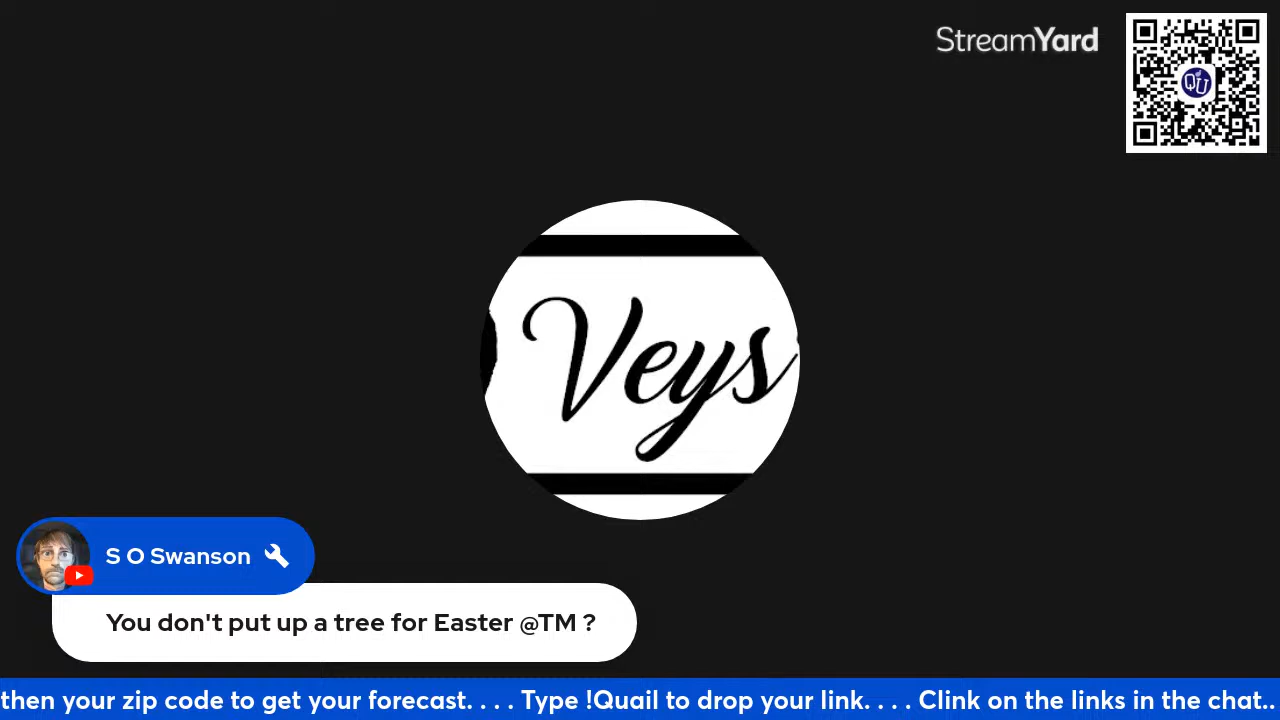 StreamYard
QU
Veys
S O Swanson
You don't put up a tree for Easter @TM ?
then your zip code to get your forecast. . . . Type !Quail to drop your link. . . . Clink on the links in the chat..